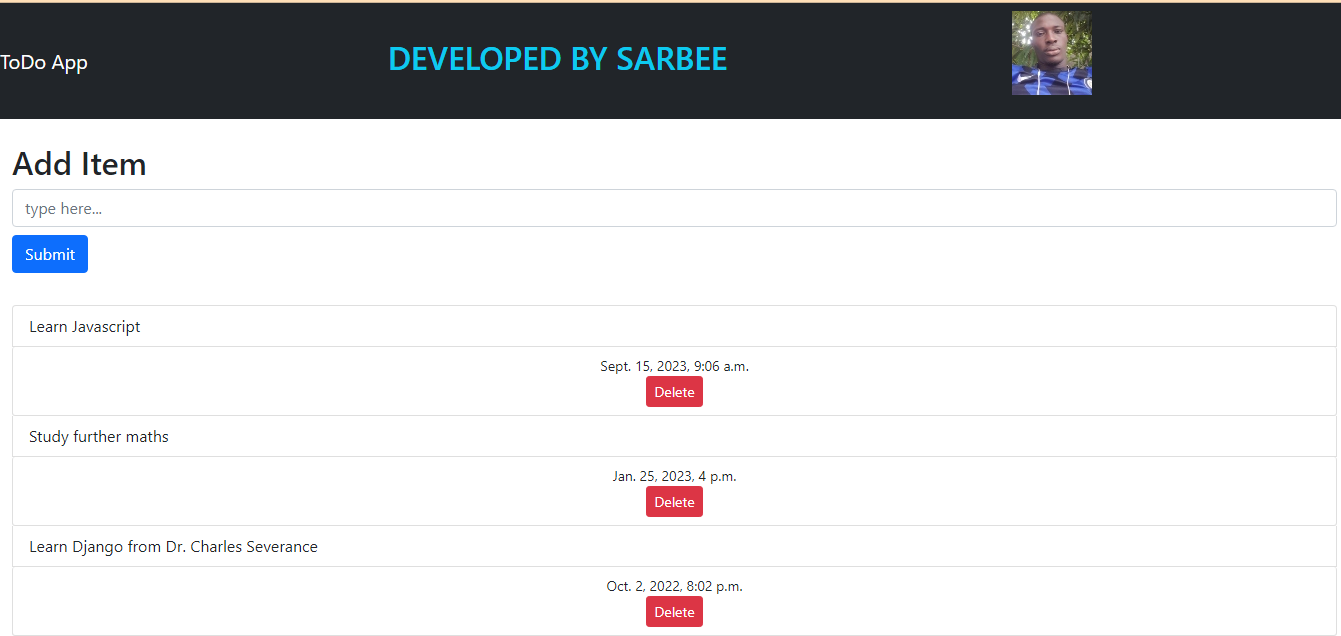 ToDo App
DEVELOPED BY SARBEE
Add Item
type here...
Submit
Learn Javascript
Sept. 15, 2023, 9:06 a.m.
Delete
Study further maths
Jan. 25, 2023, 4 p.m.
Delete
Learn Django from Dr. Charles Severance
Oct. 2, 2022, 8:02 p.m.
Delete